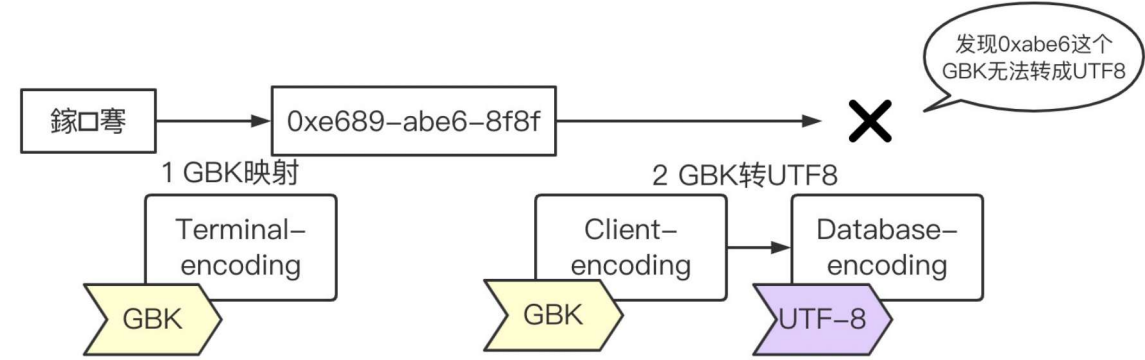 发现0xabe6这个
GBK无法转成UTF8
鎵□骞
0xe689-abe6-8f8f
1 GBK映射
2 GBK转UTF8
Terminal-
encoding
Client-
encoding
Database-
encoding
GBK
GBK
UTF-8